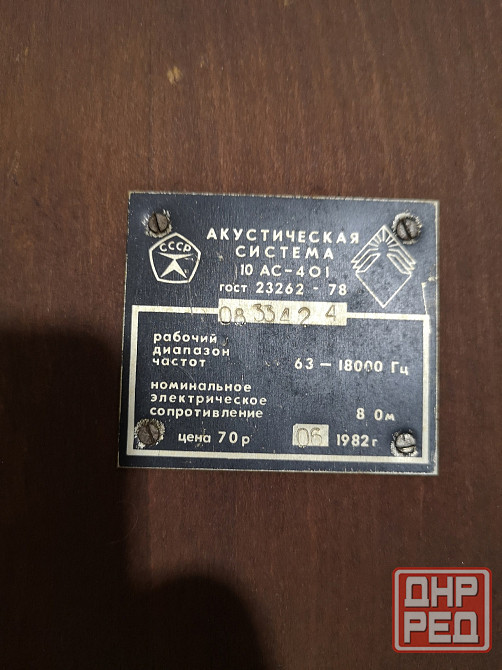 СССР
АКУСТИЧЕСКАЯ
СИСТЕМА
10 АС-401
ГОСТ 23262 - 78
08 3342 4
рабочий
диапазон
частот 63 — 18000 Гц
номинальное
электрическое
сопротивление 8 Ом
цена 70 р 06 1982 г
ДНР
РЕД